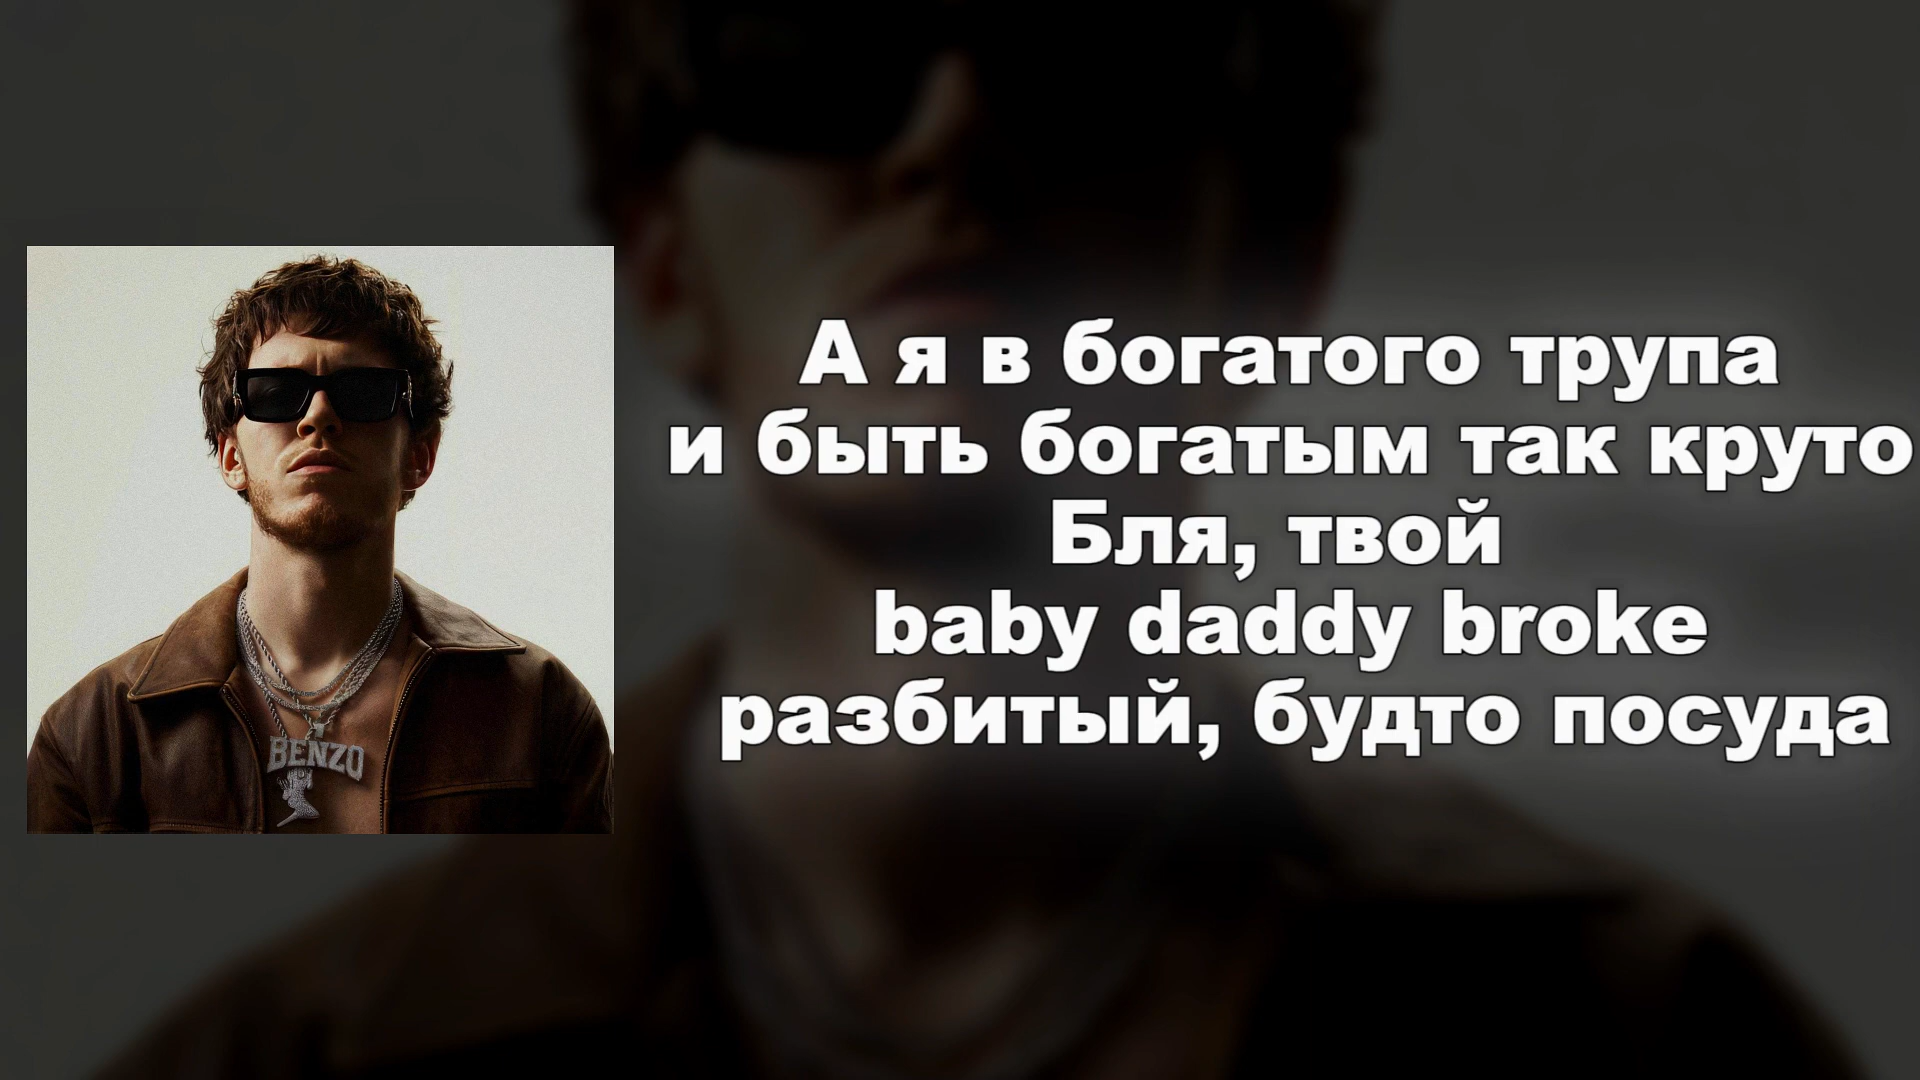 BENZO
А я в богатого трупа
и быть богатым так круто
Бля, твой
baby daddy broke
разбитый, будто посуда